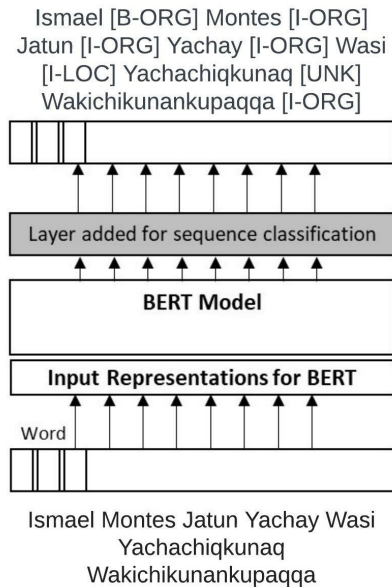 Ismael [B-ORG] Montes [I-ORG]
Jatun [I-ORG] Yachay [I-ORG] Wasi
[I-LOC] Yachachiqkunaq [UNK]
Wakichikunankupaqqa [I-ORG]
Layer added for sequence classification
BERT Model
Input Representations for BERT
Word
Ismael Montes Jatun Yachay Wasi
Yachachiqkunaq
Wakichikunankupaqqa